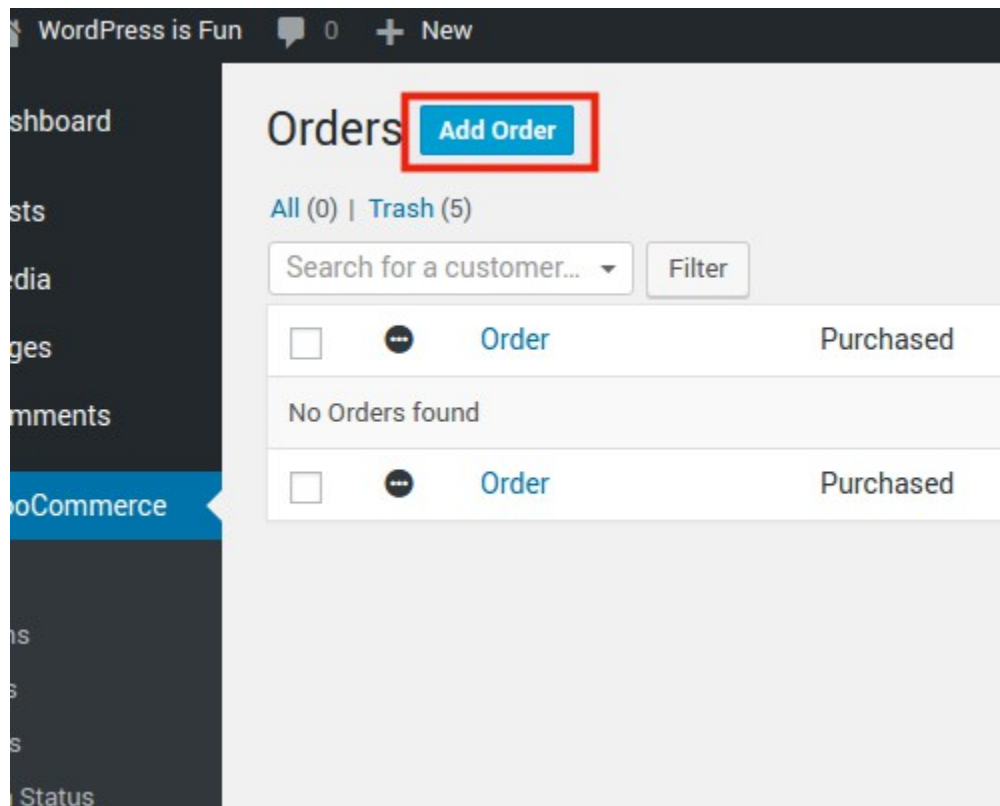 WordPress is Fun 0 New
shboard
sts
dia
ges
mments
oCommerce
s
s
s
Status
Orders Add Order
All (0) | Trash (5)
Search for a customer... Filter
Order Purchased
No Orders found
Order Purchased